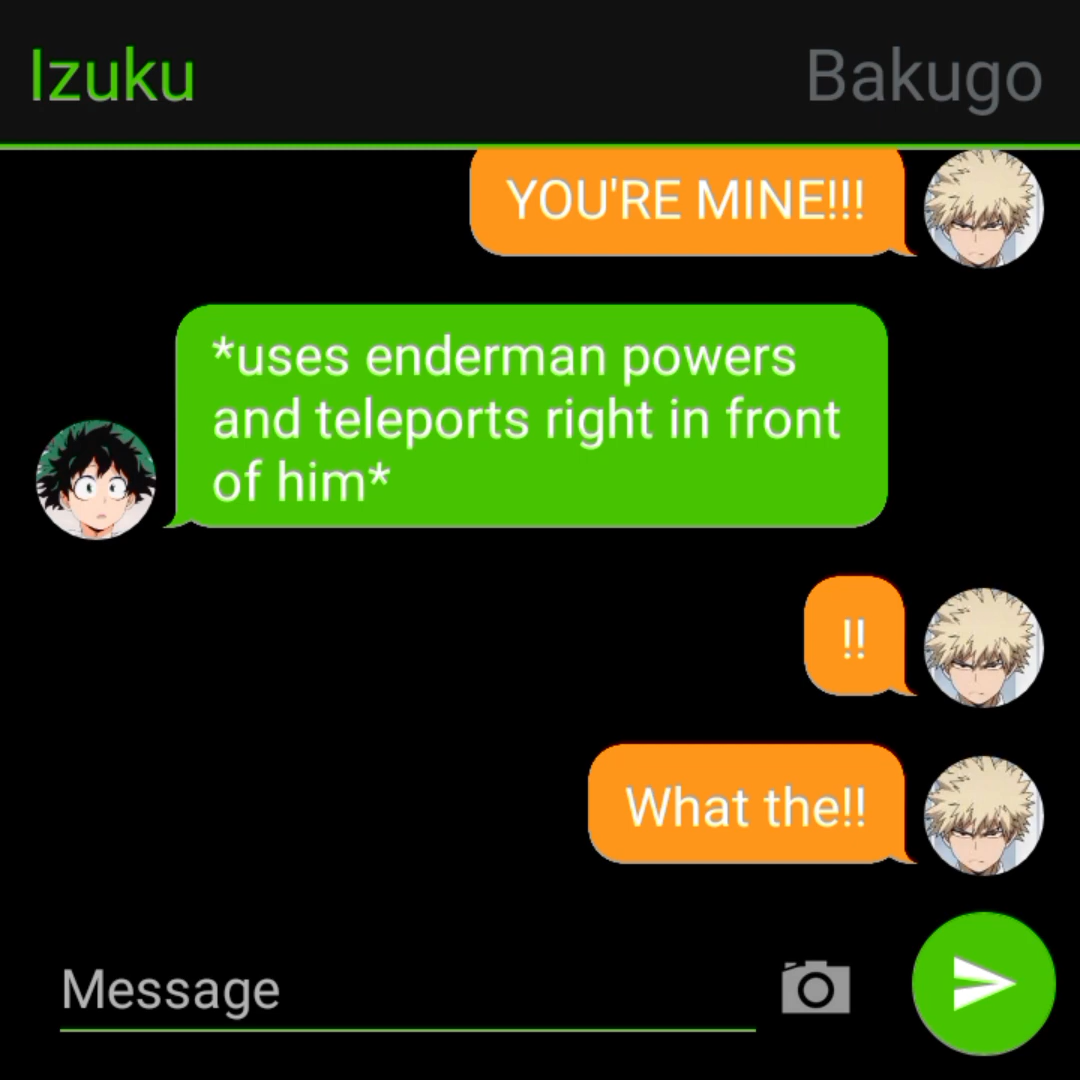 Izuku
Bakugo
YOU'RE MINE!!!
*uses enderman powers
and teleports right in front
of him*
!!
What the!!
Message